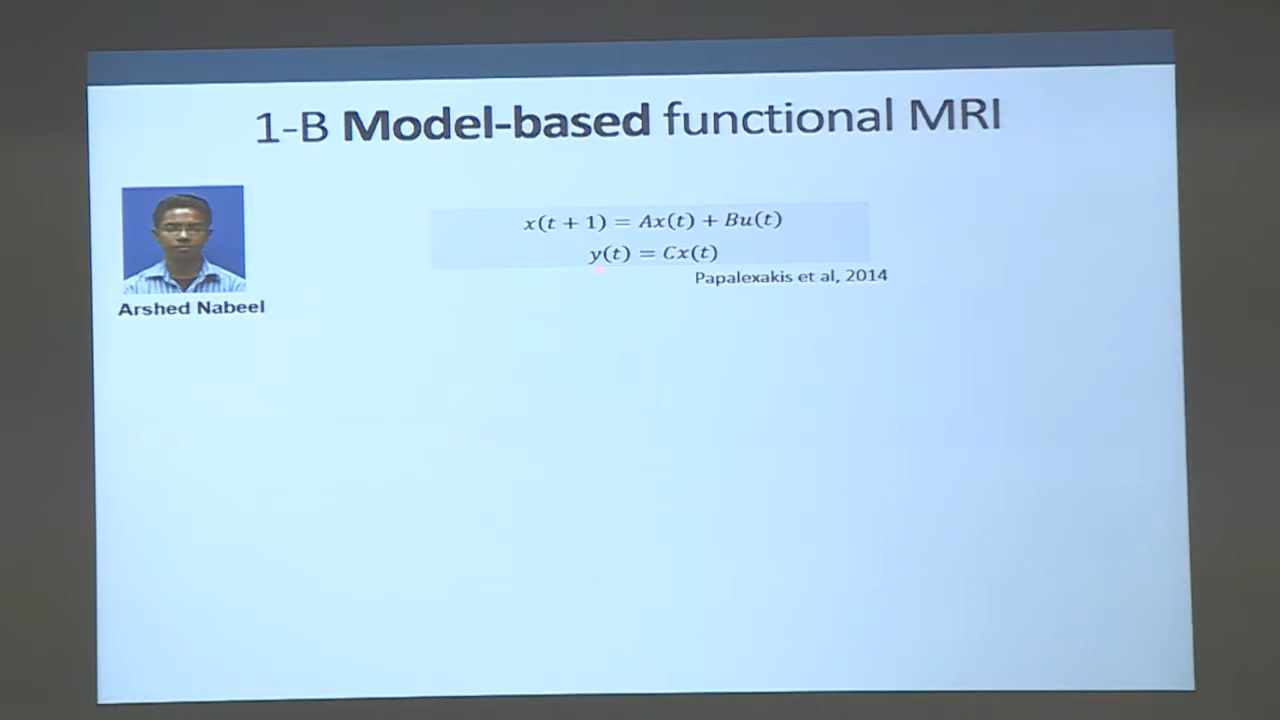 1-B Model-based functional MRI
x(t + 1) = Ax(t) + Bu(t)
y(t) = Cx(t)
Papalexakis et al, 2014
Arshed Nabeel